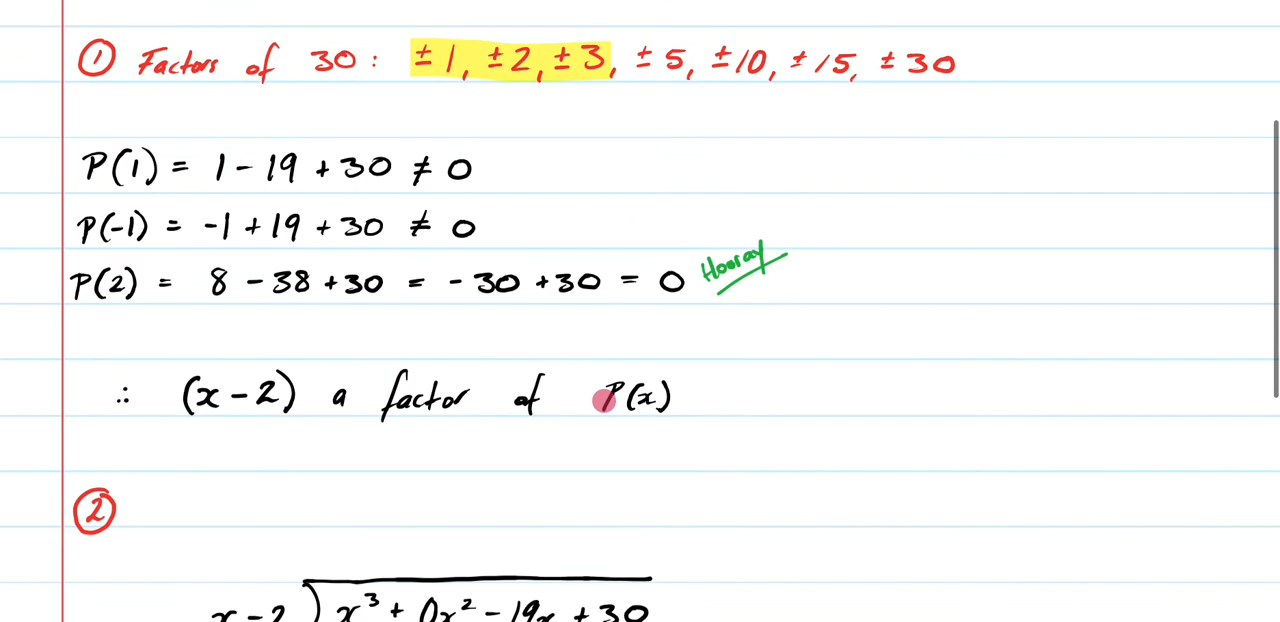 ① Factors of 30: ±1, ±2, ±3, ±5, ±10, ±15, ±30
P(1) = 1 - 19 + 30 ≠ 0
P(-1) = -1 + 19 + 30 ≠ 0
P(2) = 8 - 38 + 30 = -30 + 30 = 0 Hooray
∴ (x - 2) a factor of P(x)
②
x - 2 ) x³ + 0x² - 19x + 30